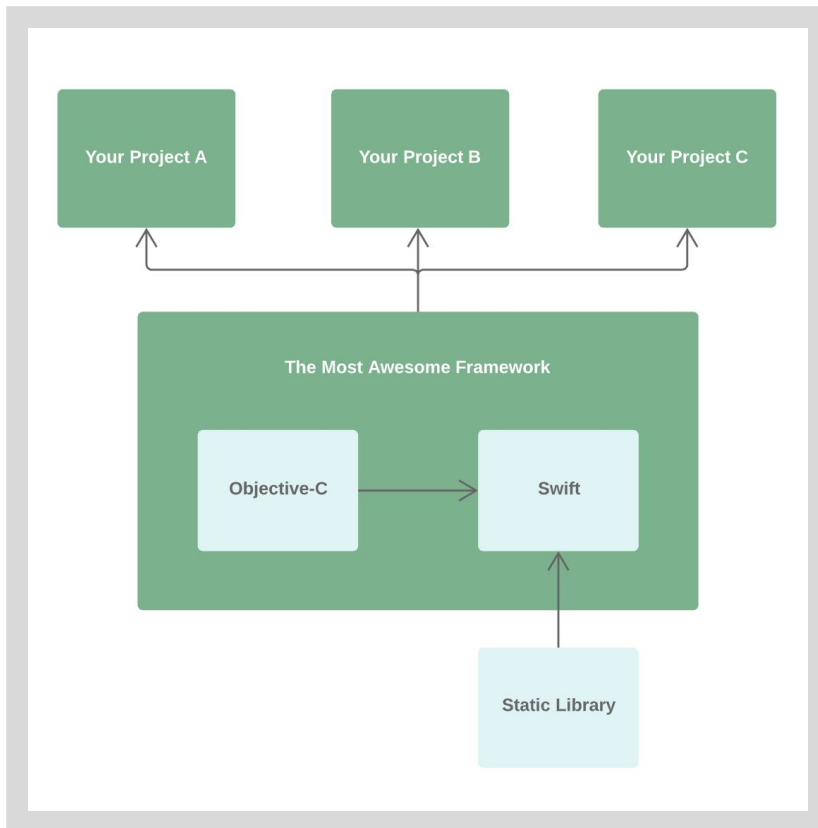 Your Project A
Your Project B
Your Project C
The Most Awesome Framework
Objective-C
Swift
Static Library